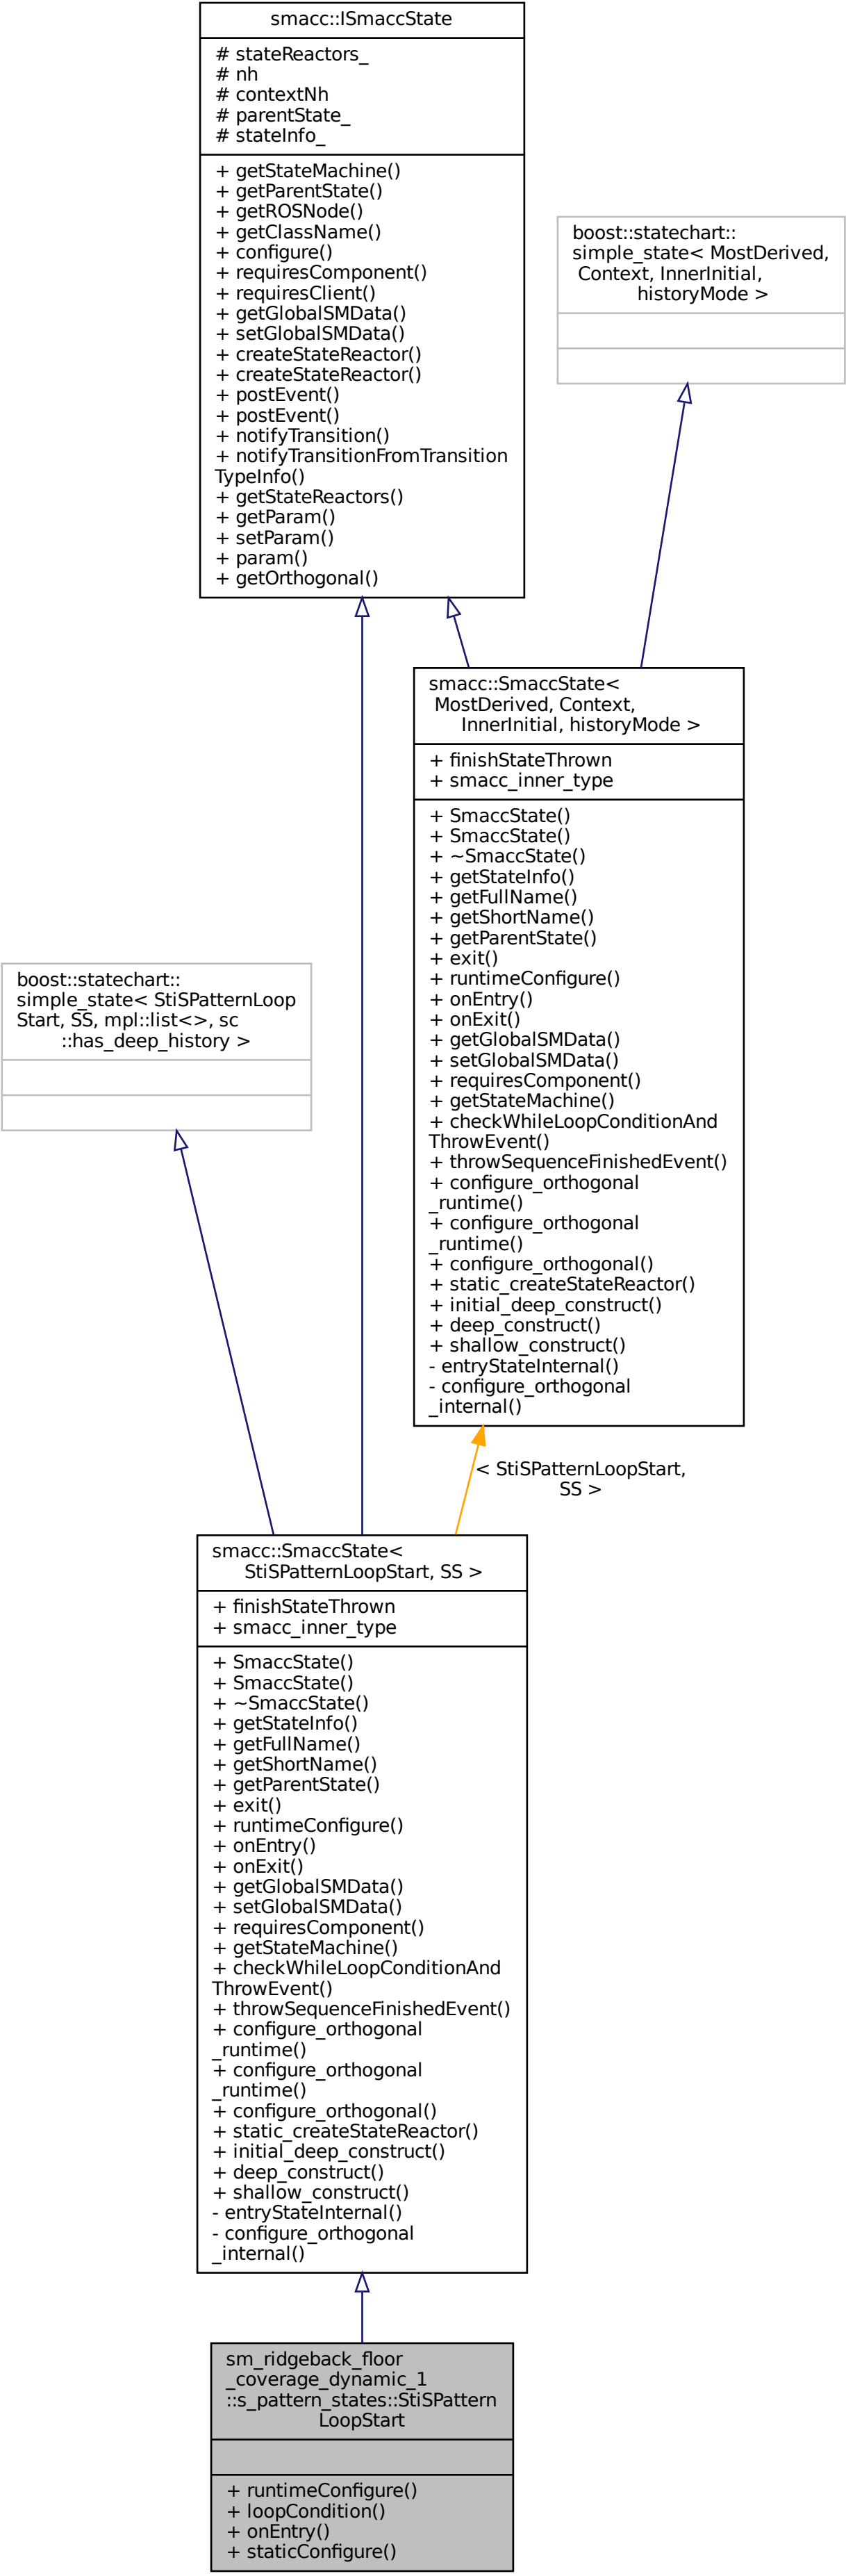 smacc::ISmaccState
# stateReactors_
# nh
# contextNh
# parentState_
# stateInfo_
+ getStateMachine()
+ getParentState()
+ getROSNode()
+ getClassName()
+ configure()
+ requiresComponent()
+ requiresClient()
+ getGlobalSMData()
+ setGlobalSMData()
+ createStateReactor()
+ createStateReactor()
+ postEvent()
+ postEvent()
+ notifyTransition()
+ notifyTransitionFromTransition
TypeInfo()
+ getStateReactors()
+ getParam()
+ setParam()
+ param()
+ getOrthogonal()
boost::statechart::
simple_state< MostDerived,
Context, InnerInitial,
historyMode >
smacc::SmaccState<
MostDerived, Context,
InnerInitial, historyMode >
+ finishStateThrown
+ smacc_inner_type
+ SmaccState()
+ SmaccState()
+ ~SmaccState()
+ getStateInfo()
+ getFullName()
+ getShortName()
+ getParentState()
+ exit()
+ runtimeConfigure()
+ onEntry()
+ onExit()
+ getGlobalSMData()
+ setGlobalSMData()
+ requiresComponent()
+ getStateMachine()
+ checkWhileLoopConditionAnd
ThrowEvent()
+ throwSequenceFinishedEvent()
+ configure_orthogonal
_runtime()
+ configure_orthogonal
_runtime()
+ configure_orthogonal()
+ static_createStateReactor()
+ initial_deep_construct()
+ deep_construct()
+ shallow_construct()
- entryStateInternal()
- configure_orthogonal
_internal()
boost::statechart::
simple_state< StiSPatternLoop
Start, SS, mpl::list<>, sc
::has_deep_history >
< StiSPatternLoopStart,
SS >
smacc::SmaccState<
StiSPatternLoopStart, SS >
+ finishStateThrown
+ smacc_inner_type
+ SmaccState()
+ SmaccState()
+ ~SmaccState()
+ getStateInfo()
+ getFullName()
+ getShortName()
+ getParentState()
+ exit()
+ runtimeConfigure()
+ onEntry()
+ onExit()
+ getGlobalSMData()
+ setGlobalSMData()
+ requiresComponent()
+ getStateMachine()
+ checkWhileLoopConditionAnd
ThrowEvent()
+ throwSequenceFinishedEvent()
+ configure_orthogonal
_runtime()
+ configure_orthogonal
_runtime()
+ configure_orthogonal()
+ static_createStateReactor()
+ initial_deep_construct()
+ deep_construct()
+ shallow_construct()
- entryStateInternal()
- configure_orthogonal
_internal()
sm_ridgeback_floor
_coverage_dynamic_1
::s_pattern_states::StiSPattern
LoopStart
+ runtimeConfigure()
+ loopCondition()
+ onEntry()
+ staticConfigure()